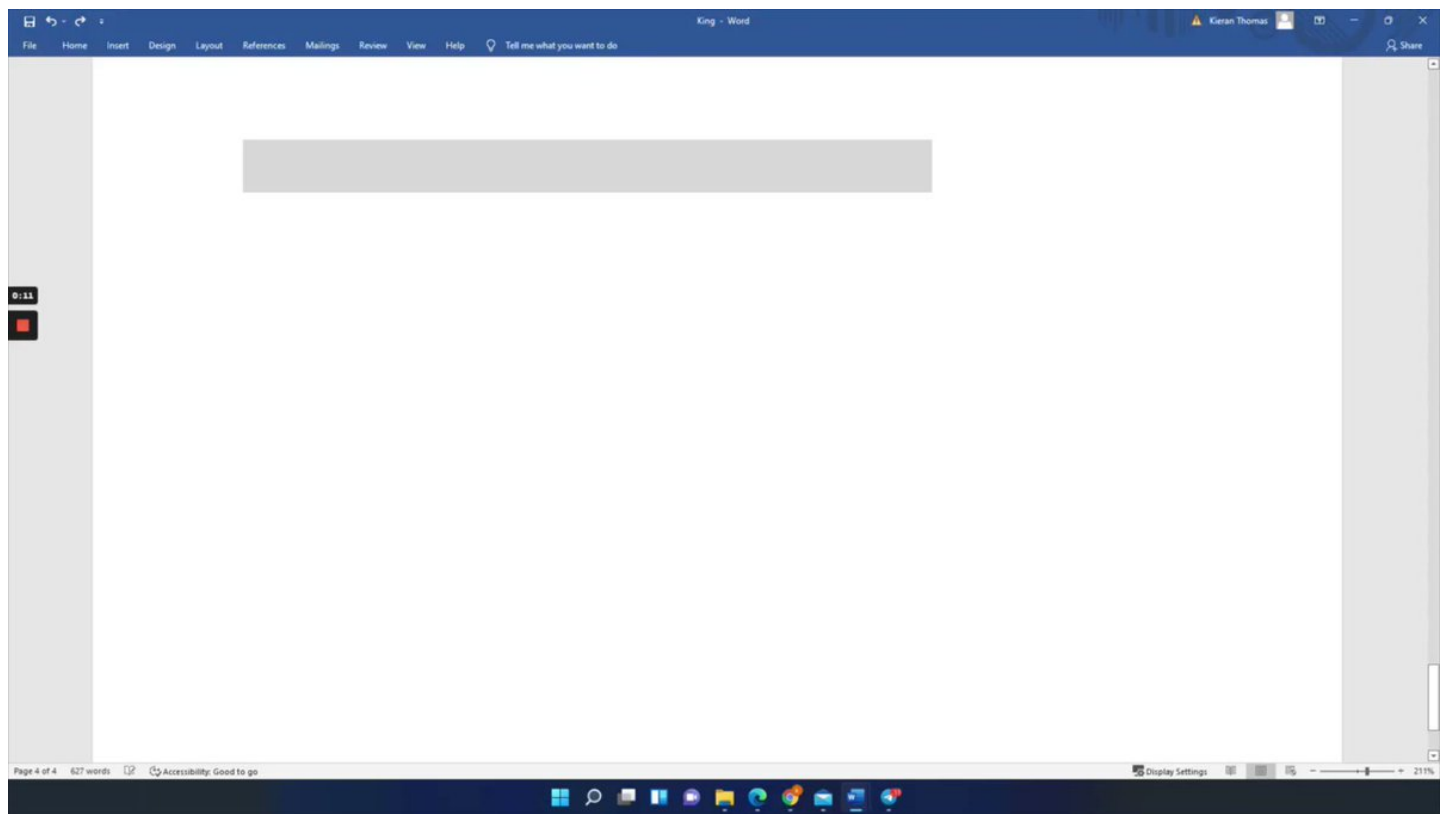 King - Word
Kieran Thomas
File Home Insert Design Layout References Mailings Review View Help Tell me what you want to do
Share
0:11
Page 4 of 4 627 words Accessibility: Good to go
Display Settings
211%